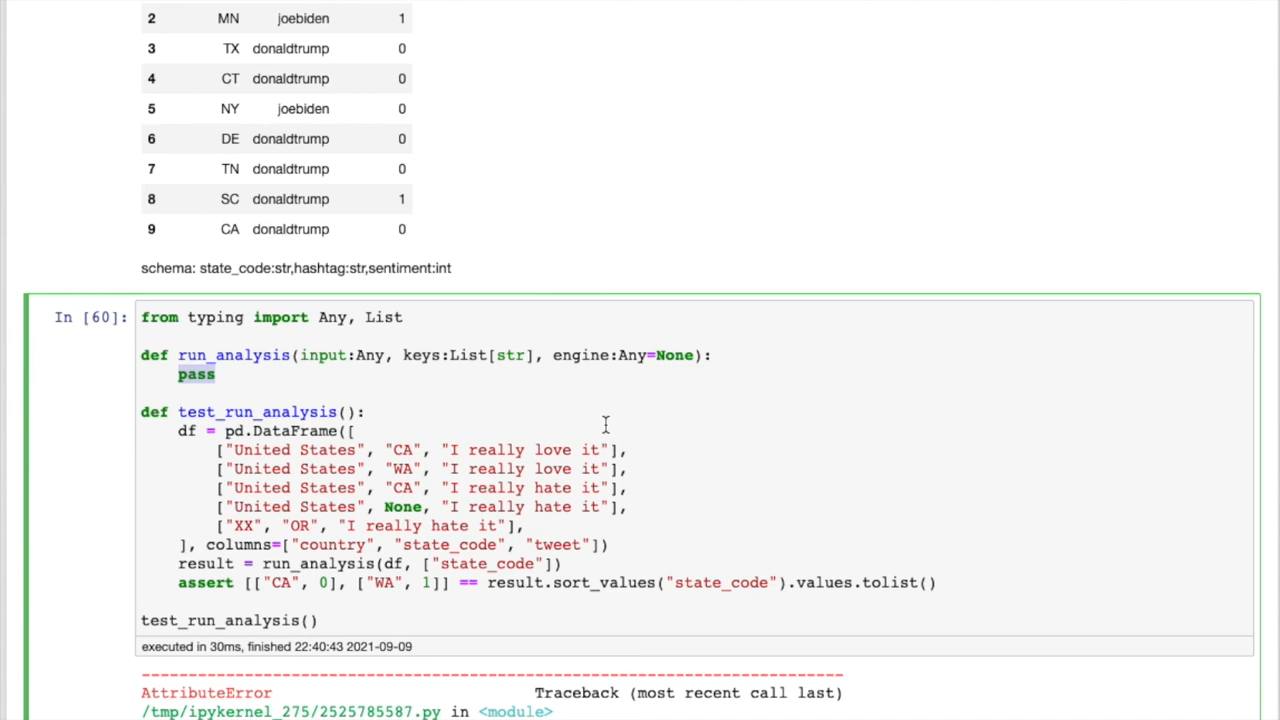 2 MN joebiden 1
3 TX donaldtrump 0
4 CT donaldtrump 0
5 NY joebiden 0
6 DE donaldtrump 0
7 TN donaldtrump 0
8 SC donaldtrump 1
9 CA donaldtrump 0
schema: state_code:str,hashtag:str,sentiment:int
In [60]: from typing import Any, List
def run_analysis(input:Any, keys:List[str], engine:Any=None):
    pass
def test_run_analysis():
    df = pd.DataFrame([
        ["United States", "CA", "I really love it"],
        ["United States", "WA", "I really love it"],
        ["United States", "CA", "I really hate it"],
        ["United States", None, "I really hate it"],
        ["XX", "OR", "I really hate it"],
    ], columns=["country", "state_code", "tweet"])
    result = run_analysis(df, ["state_code"])
    assert [["CA", 0], ["WA", 1]] == result.sort_values("state_code").values.tolist()
test_run_analysis()
executed in 30ms, finished 22:40:43 2021-09-09
---------------------------------------------------------------------------
AttributeError Traceback (most recent call last)
/tmp/ipykernel_275/2525785587.py in <module>